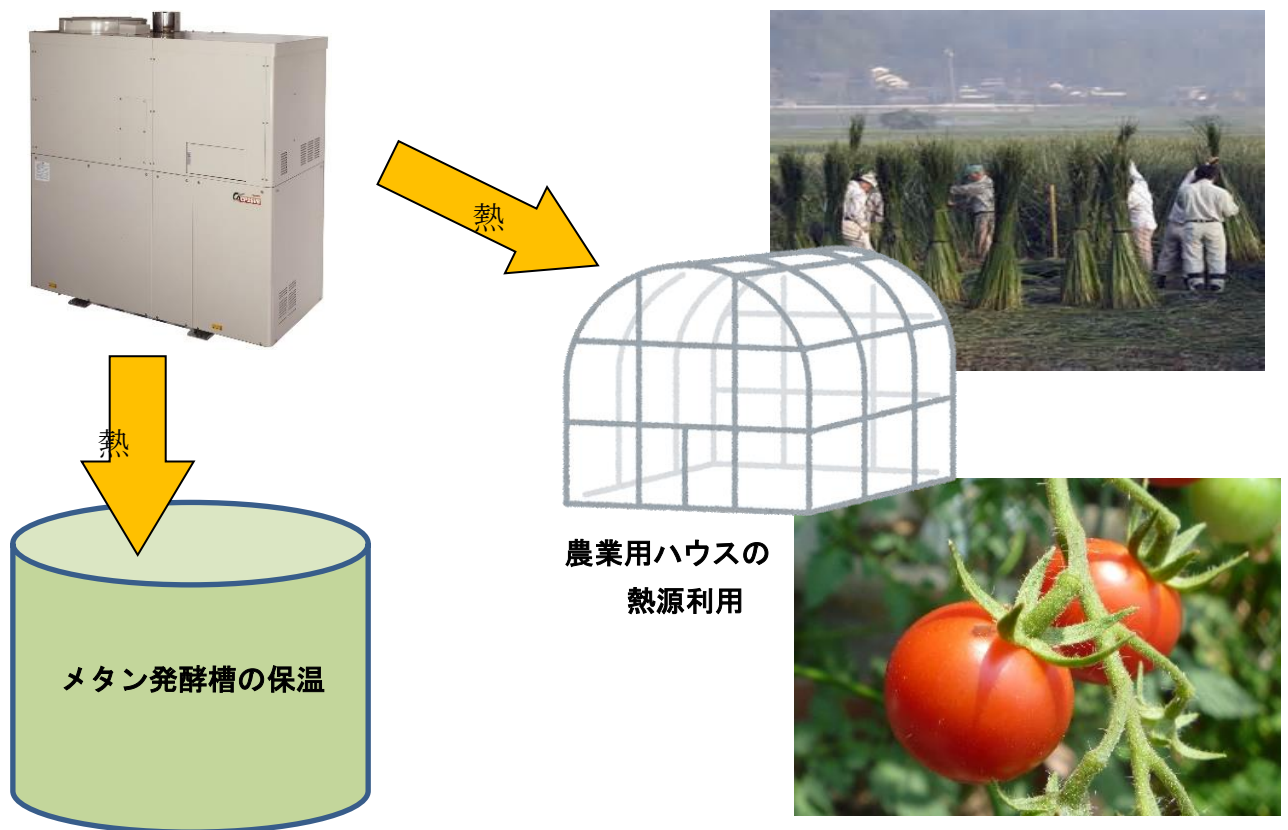 熱
熱
農業用ハウスの
熱源利用
メタン発酵槽の保温